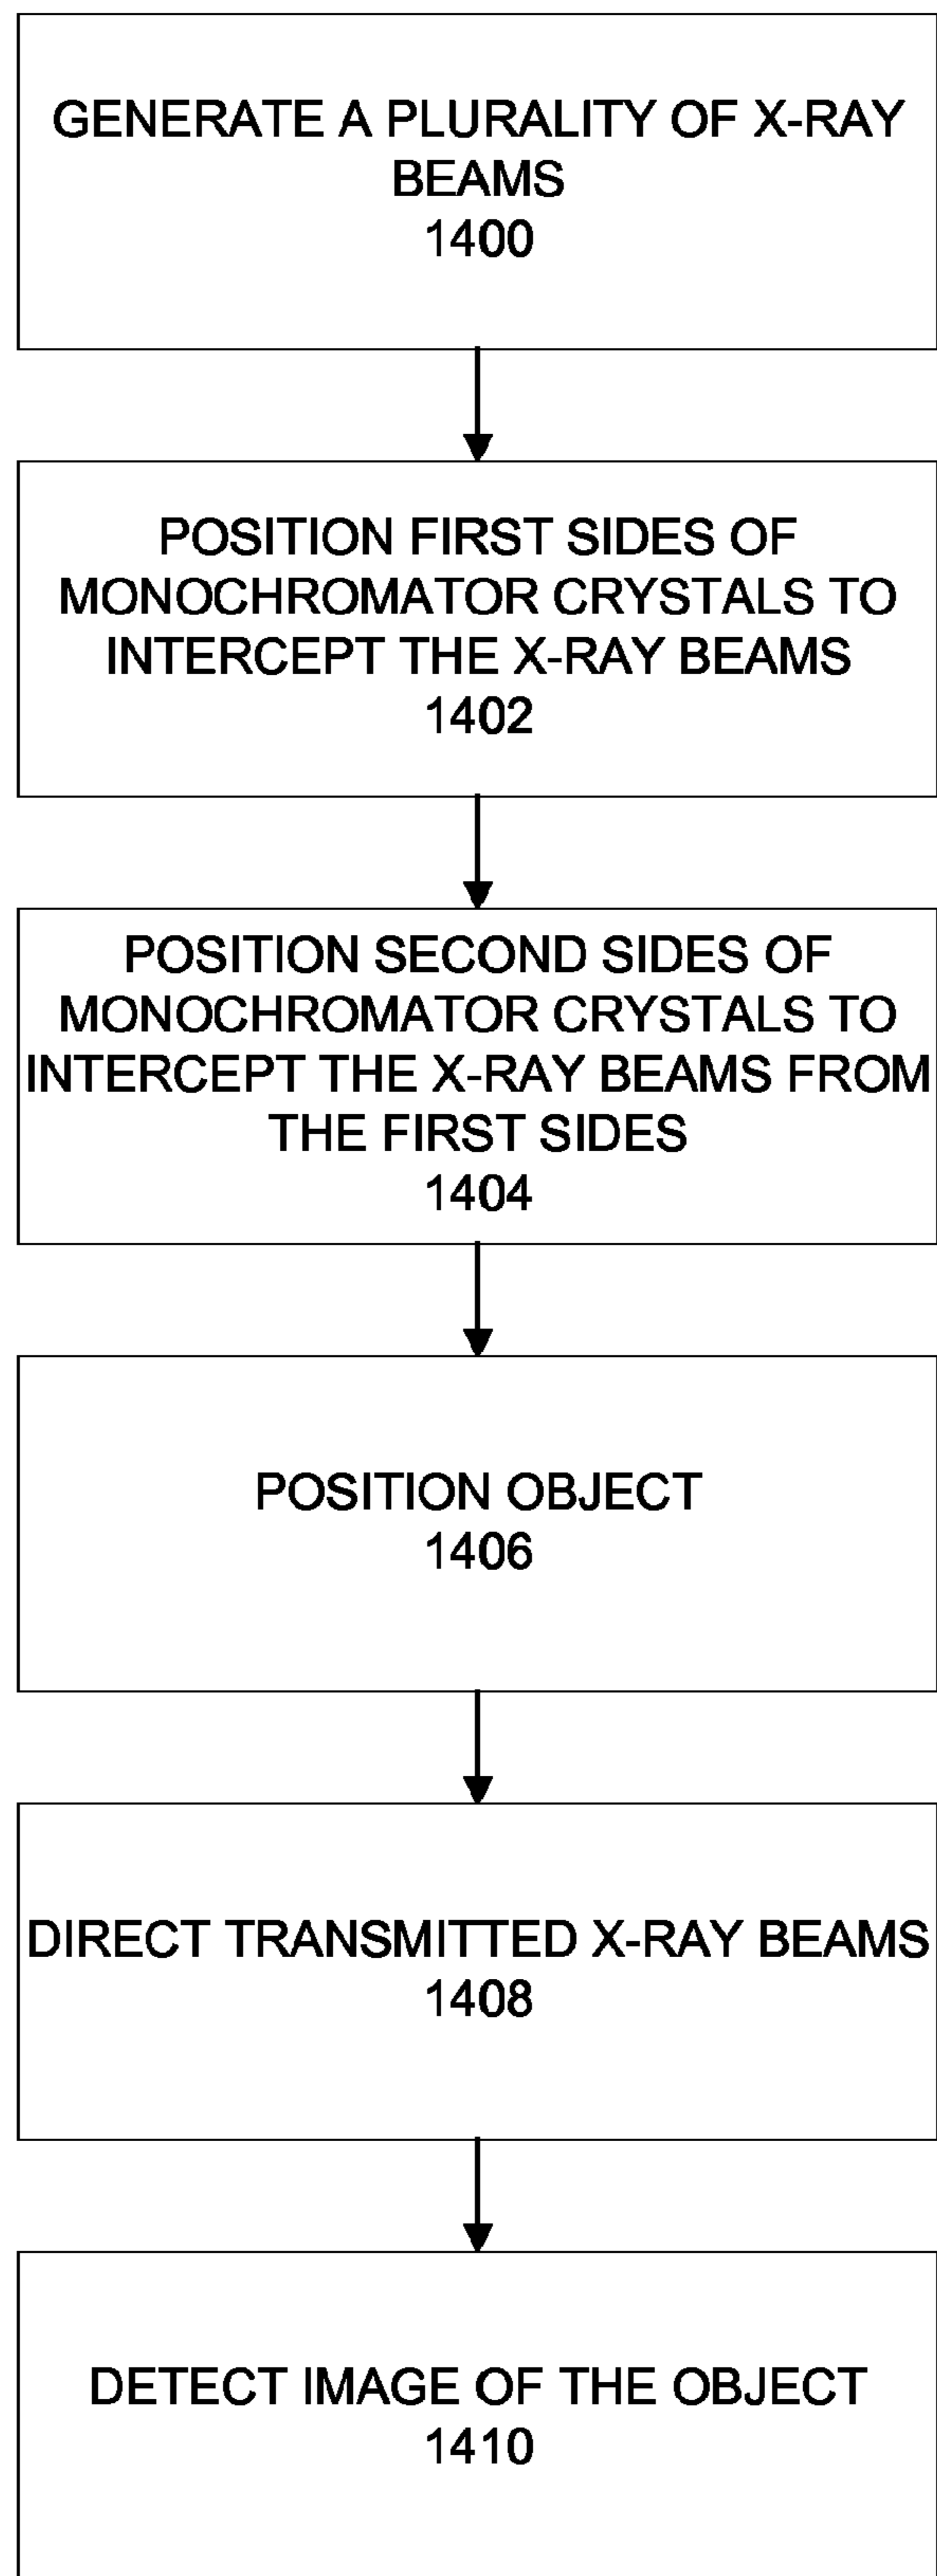 GENERATE A PLURALITY OF X-RAY
BEAMS
1400
POSITION FIRST SIDES OF
MONOCHROMATOR CRYSTALS TO
INTERCEPT THE X-RAY BEAMS
1402
POSITION SECOND SIDES OF
MONOCHROMATOR CRYSTALS TO
INTERCEPT THE X-RAY BEAMS FROM
THE FIRST SIDES
1404
POSITION OBJECT
1406
DIRECT TRANSMITTED X-RAY BEAMS
1408
DETECT IMAGE OF THE OBJECT
1410